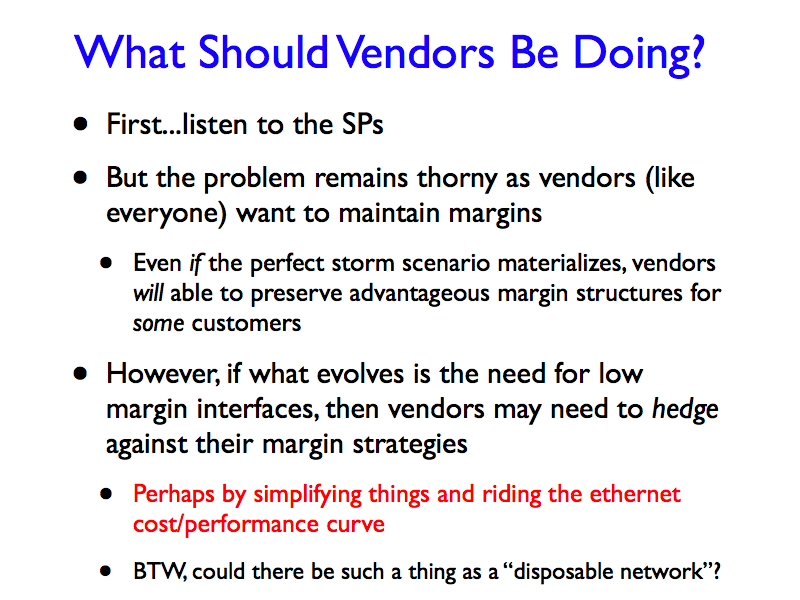 What Should Vendors Be Doing?
• First...listen to the SPs
• But the problem remains thorny as vendors (like
everyone) want to maintain margins
• Even if the perfect storm scenario materializes, vendors
will able to preserve advantageous margin structures for
some customers
• However, if what evolves is the need for low
margin interfaces, then vendors may need to hedge
against their margin strategies
• Perhaps by simplifying things and riding the ethernet
cost/performance curve
• BTW, could there be such a thing as a “disposable network”?